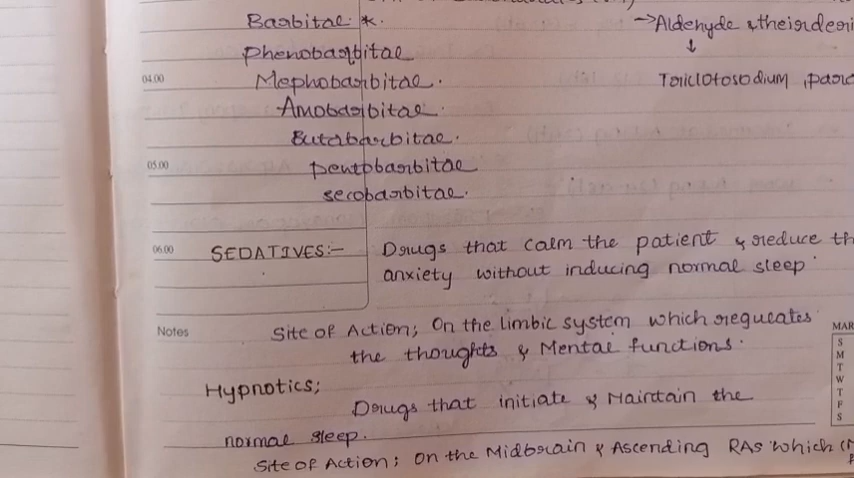 Barbital *.
→Aldehyde & their deri
Phenobarbital
↓
04.00
Mephobarbital.
Amobarbital.
Butabarbital.
05.00
pentobarbital
secobarbital.
06.00
SEDATIVES:- Drugs that calm the patient & reduce th
anxiety without inducing normal sleep.
Notes
Site of Action; On the limbic system which regulates
the thoughts & Mental functions.
MAR
S
M
T
W
T
F
S
Hypnotics;
Drugs that initiate & Maintain the
normal sleep.
Site of Action; on the Midbrain & Ascending RAS which